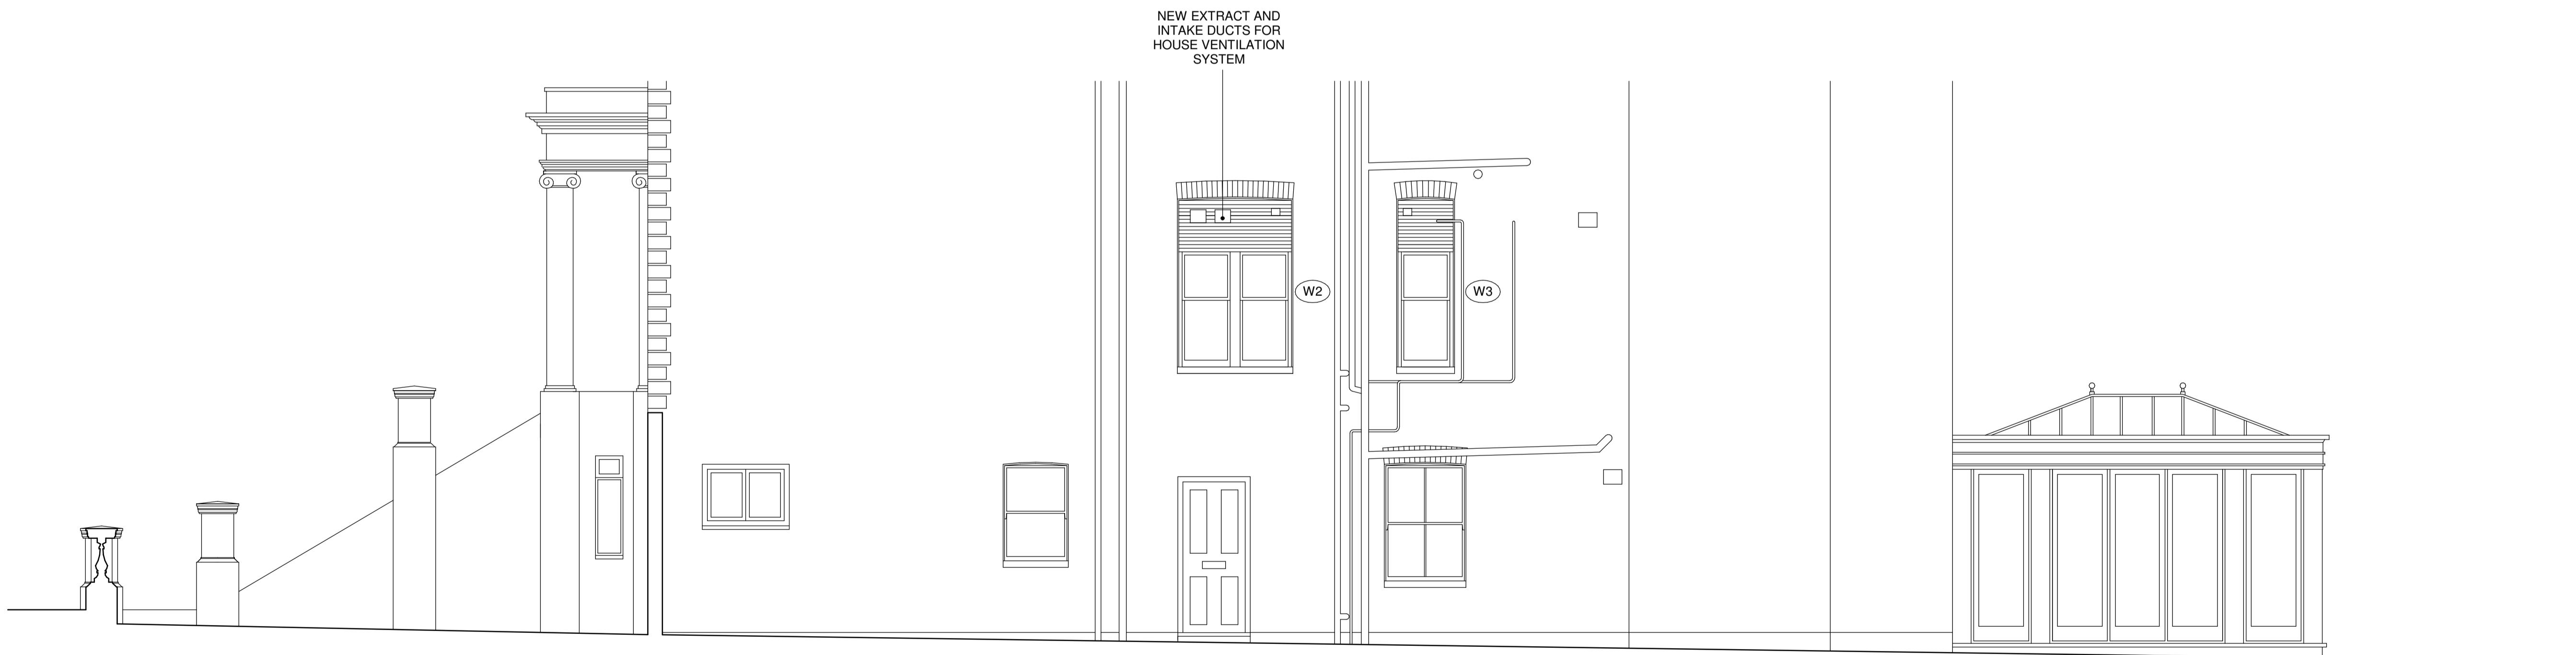 NEW EXTRACT AND
INTAKE DUCTS FOR
HOUSE VENTILATION
SYSTEM
W2
W3